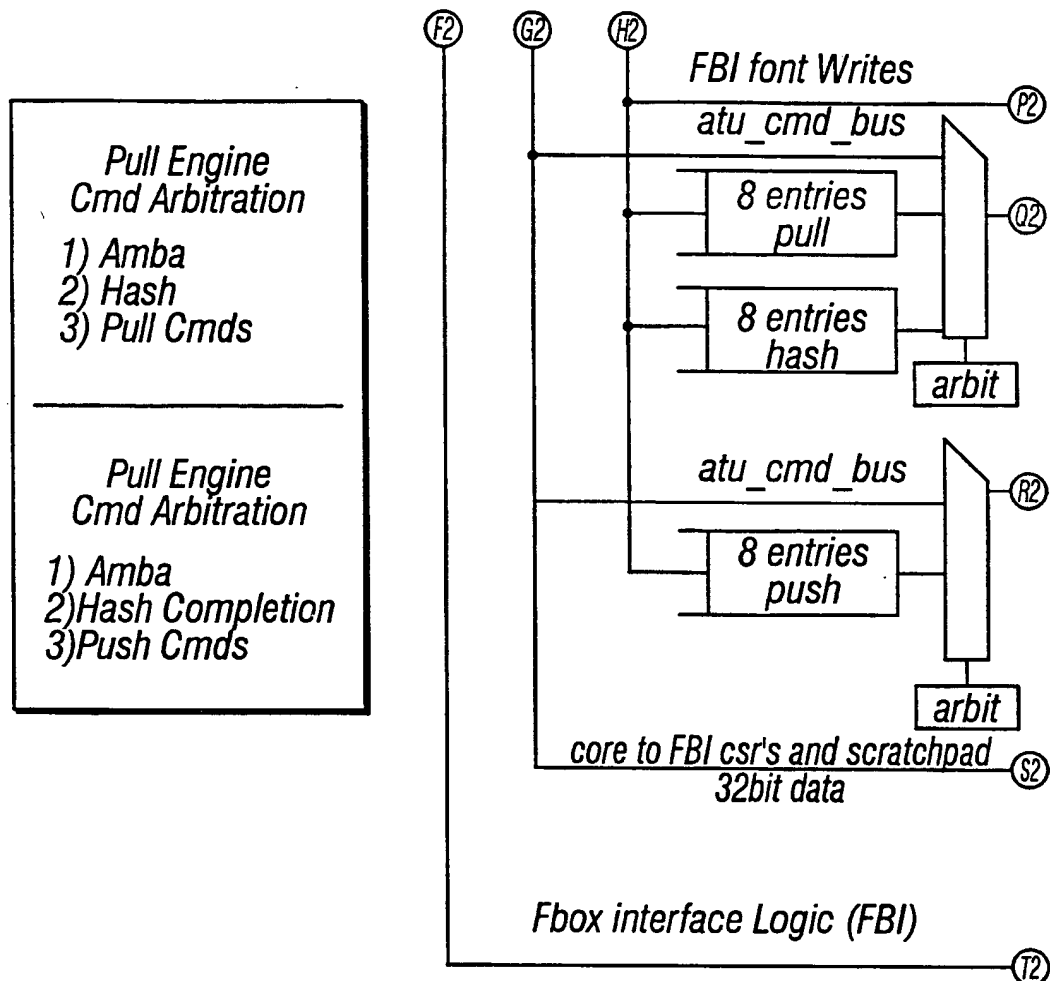 F2
G2
H2
FBI font Writes
P2
atu_cmd_bus
8 entries
pull
Q2
8 entries
hash
arbit
Pull Engine
Cmd Arbitration
1) Amba
2) Hash
3) Pull Cmds
Pull Engine
Cmd Arbitration
1) Amba
2)Hash Completion
3)Push Cmds
atu_cmd_bus
R2
8 entries
push
arbit
core to FBI csr's and scratchpad
32bit data
S2
Fbox interface Logic (FBI)
T2